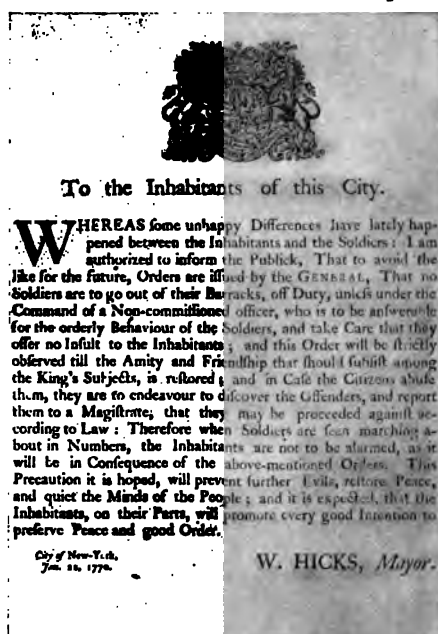 To the Inhabitants of this City.
WHEREAS ſome unhappy Differences have lately hap-
pened between the Inhabitants and the Soldiers: I am
authorized to inform the Publick, That to avoid the
like for the future, Orders are iſſued by the GENERAL, That no
Soldiers are to go out of their Barracks, off Duty, unleſs under the
Command of a Non-commiſſioned officer, who is to be anſwerable
for the orderly Behaviour of the Soldiers, and take Care that they
offer no Inſult to the Inhabitants; and this Order will be ſtrictly
obſerved till the Amity and Friendſhip that ſhould ſubſiſt among
the King's Subjects, is reſtored; and in Caſe the Citizens abuſe
them, they are to endeavour to diſcover the Offenders, and report
them to a Magiſtrate; that they may be proceeded againſt ac-
cording to Law: Therefore when Soldiers are ſeen marching a-
bout in Numbers, the Inhabitants are not to be alarmed, as it
will be in Conſequence of the above-mentioned Orders. This
Precaution it is hoped, will prevent further Evils, reſtore Peace,
and quiet the Minds of the People; and it is expected, that the
Inhabitants, on their Parts, will promote every good Intention to
preſerve Peace and good Order.
City of New-York,
Jan. 22, 1770.
W. HICKS, Mayor.